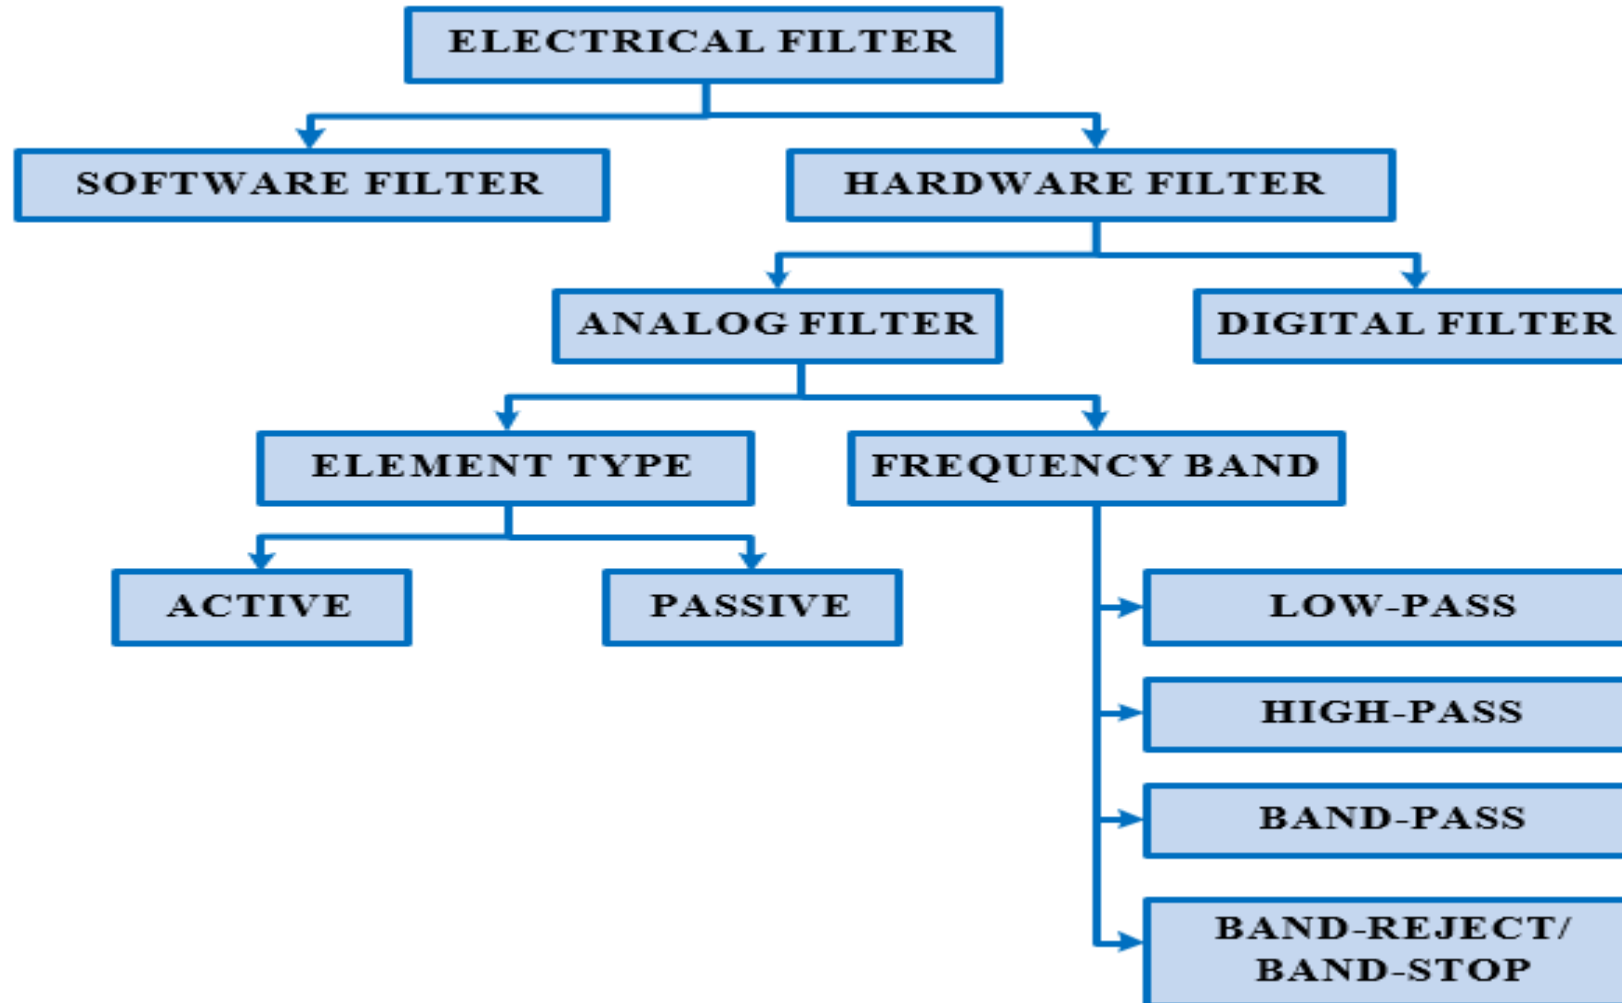 ELECTRICAL FILTER
SOFTWARE FILTER
HARDWARE FILTER
ANALOG FILTER
DIGITAL FILTER
ELEMENT TYPE
FREQUENCY BAND
ACTIVE
PASSIVE
LOW-PASS
HIGH-PASS
BAND-PASS
BAND-REJECT/
BAND-STOP